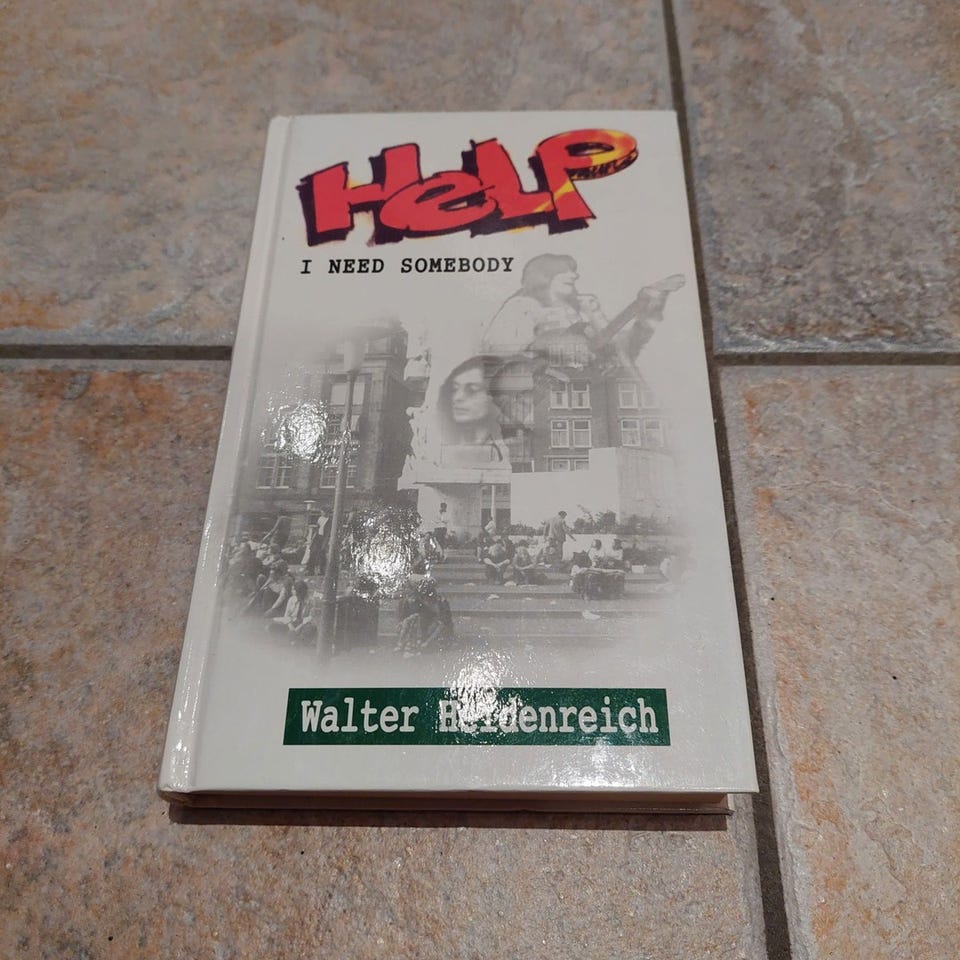 HeLP
I NEED SOMEBODY
Walter Heidenreich